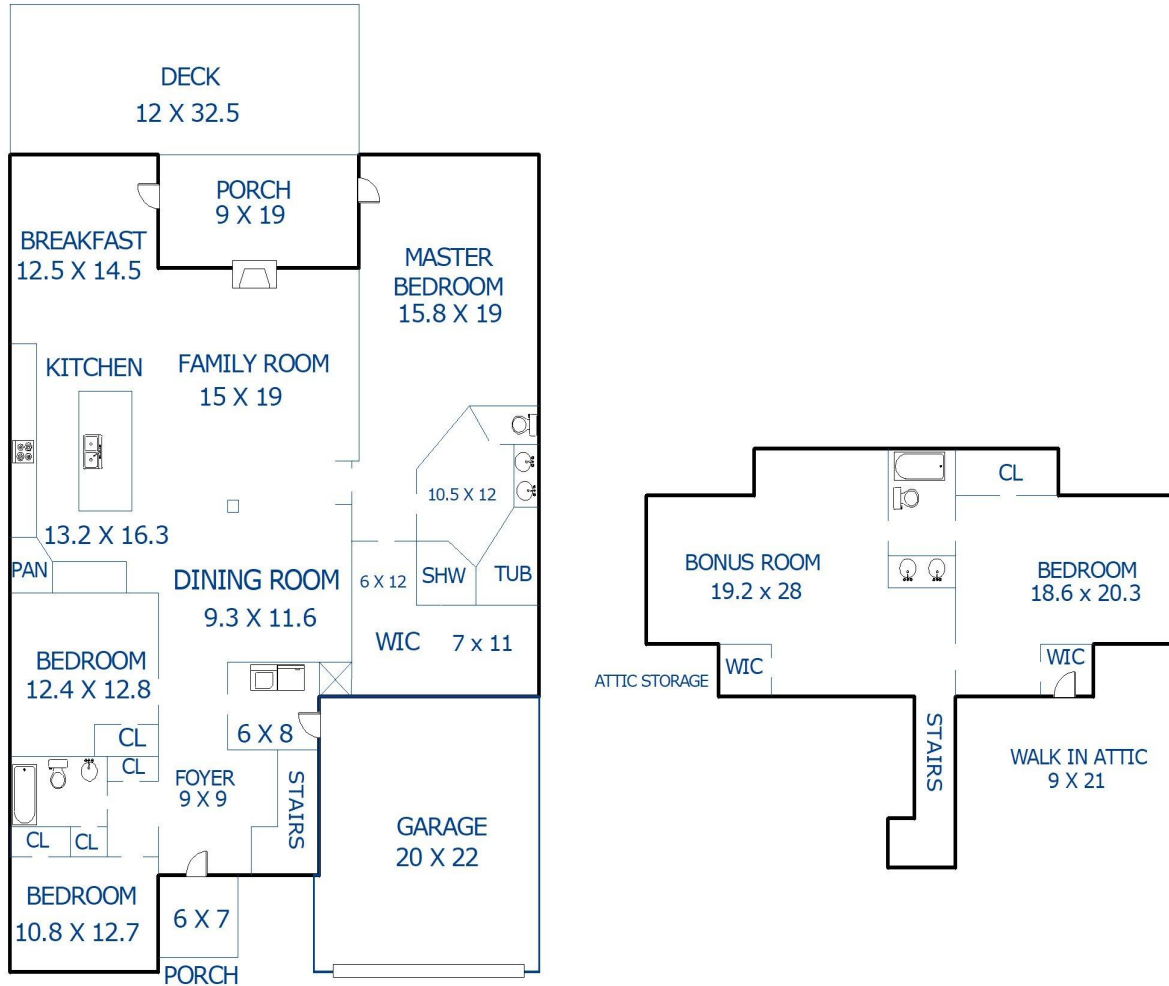 DECK
12 X 32.5
PORCH
9 X 19
BREAKFAST
12.5 X 14.5
MASTER
BEDROOM
15.8 X 19
KITCHEN
FAMILY ROOM
15 X 19
10.5 X 12
13.2 X 16.3
PAN
DINING ROOM
9.3 X 11.6
6 X 12
SHW
TUB
WIC
7 x 11
BEDROOM
12.4 X 12.8
CL
6 X 8
CL
FOYER
9 X 9
STAIRS
CL
CL
GARAGE
20 X 22
BEDROOM
10.8 X 12.7
6 X 7
PORCH
CL
BONUS ROOM
19.2 x 28
BEDROOM
18.6 x 20.3
WIC
WIC
ATTIC STORAGE
STAIRS
WALK IN ATTIC
9 X 21